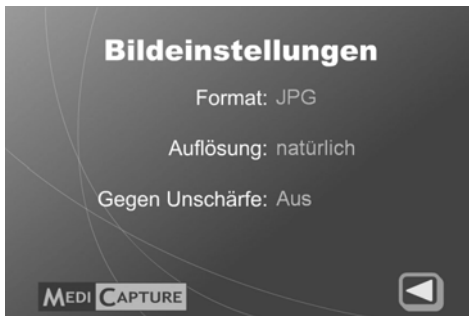 Bildeinstellungen
Format: JPG
Auflösung: natürlich
Gegen Unschärfe: Aus
MEDI CAPTURE